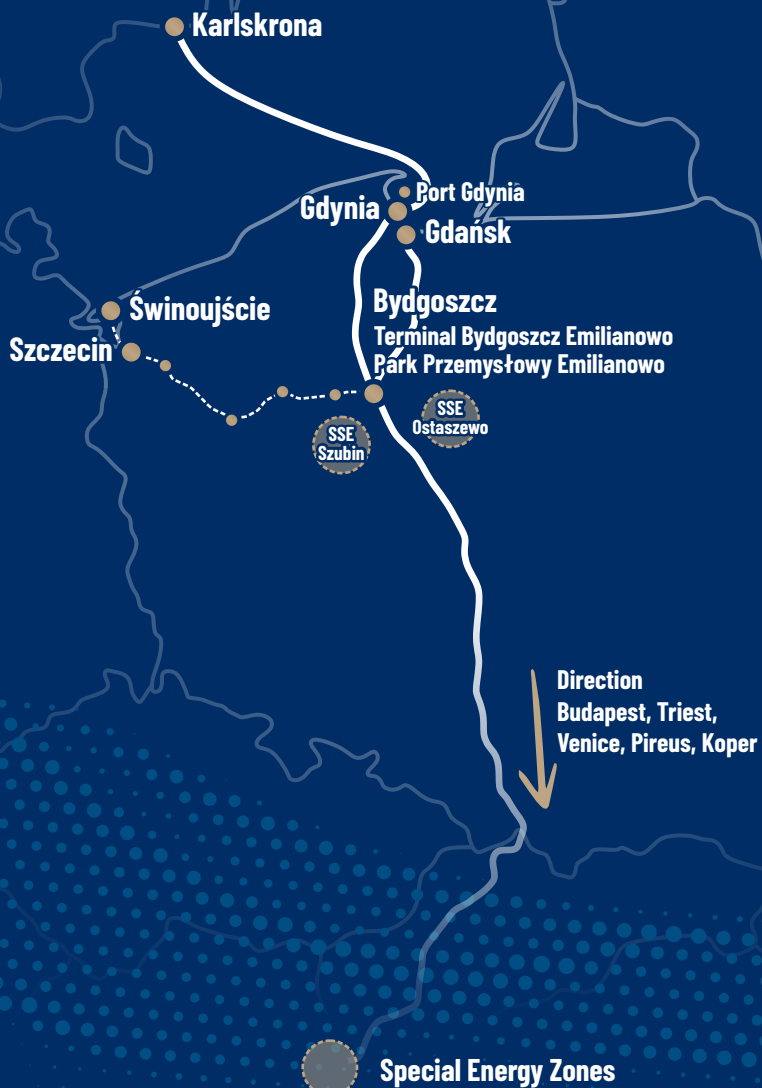 Karlskrona
Port Gdynia
Gdynia
Gdańsk
Świnoujście
Bydgoszcz
Terminal Bydgoszcz Emilianowo
Szczecin
Park Przemysłowy Emilianowo
SSE
Ostaszewo
SSE
Szubin
Direction
Budapest, Triest,
Venice, Pireus, Koper
Special Energy Zones